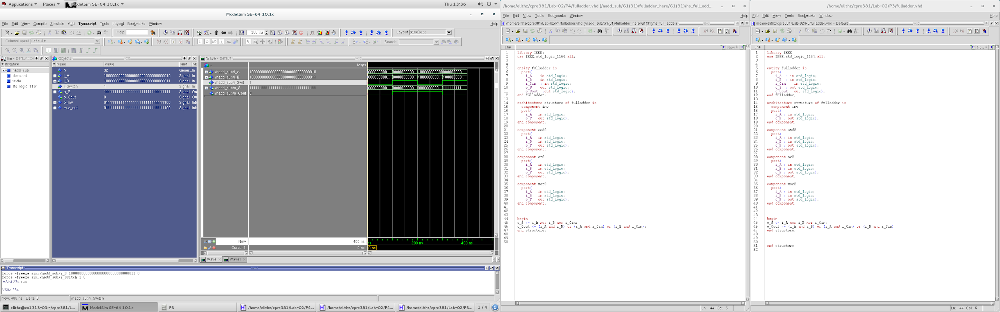 Applications
Places
ModelSim SE-64 10.1c
Thu 13:36
ModelSim SE-64 10.1c
File Edit View Compile Simulate Add Transcript Tools Layout Bookmarks Window
Help
Help
100 ns
Layout Simulate
ColumnLayout Default
Search:
sim - Default
Instance
nadd_sub
standard
textio
std_logic_1164
Objects
Name Value Kind Mo
N 32 Gener... In
i_A 10000000000000000000000000000010 Signal In
i_B 10000000000000000000000000000011 Signal In
i_Switch 1 Signal In
o_S 11111111111111111111111111111111 Signal Ou
o_Cout 0 Signal Ou
b_inv 01111111111111111111111111111100 Signal Inte
mux_out 01111111111111111111111111111100 Signal Inte
Wave - Default
Msgs
/nadd_sub/i_A 10000000000000000000000000000010
/nadd_sub/i_B 10000000000000000000000000000011
/nadd_sub/i_Swit... 1
/nadd_sub/o_S 11111111111111111111111111111111
/nadd_sub/o_Cout 0
Now 400 ns
200 ns 400 ns
Cursor 1 0 ns
0 ns
Wave Wave1
Transcript
force -freeze sim:/nadd_sub/i_B 10000000000000000000000000000011 0
force -freeze sim:/nadd_sub/i_Switch 1 0
VSIM 27> run
VSIM 28>
Now: 400 ns Delta: 0 /nadd_sub/i_Switch
elithz@co1313-03:~/cpre381/L...
ModelSim SE-64 10.1c
P3
/home/elithz/cpre381/Lab-02/P4...
/home/elithz/cpre381/Lab-02/P4...
/home/elithz/cpre381/Lab-02/P3...
1 / 4
1
/home/elithz/cpre381/Lab-02/P4/fulladder.vhd (/nadd_sub/G1(31)/fulladder_here/G1(31)/ns_full_add...
File Edit View Tools Bookmarks Window
Help
/home/elithz/cpre381/Lab-02/P4/fulladder.vhd (/nadd_sub/G1(31)/fulladder_here/G1(31)/ns_full_adder)
Ln#
Now
1 library IEEE;
2 use IEEE.std_logic_1164.all;
3
4
5 entity fulladder is
6 port(
7 i_A : in std_logic;
8 i_B : in std_logic;
9 i_Cin : in std_logic;
10 o_S : out std_logic;
11 o_Cout :out std_logic);
12 end fulladder;
13
14 architecture structure of fulladder is
15 component inv
16 port(
17 i_A : in std_logic;
18 o_F : out std_logic);
19 end component;
20
21 component and2
22 port(
23 i_A : in std_logic;
24 i_B : in std_logic;
25 o_F : out std_logic);
26 end component;
27
28 component or2
29 port(
30 i_A : in std_logic;
31 i_B : in std_logic;
32 o_F : out std_logic);
33 end component;
34
35 component xor2
36 port(
37 i_A : in std_logic;
38 i_B : in std_logic;
39 o_F : out std_logic);
40 end component;
41
42
43
44 begin
45 o_S <= i_A xor i_B xor i_Cin;
46 o_Cout <= (i_A and i_B) or (i_A and i_Cin) or (i_B and i_Cin);
47 end structure;
48
49
50
Ln: 44 Col: 5
/home/elithz/cpre381/Lab-02/P3/fulladder.vhd
File Edit View Tools Bookmarks Window
Help
/home/elithz/cpre381/Lab-02/P3/fulladder.vhd - Default
Ln#
Now
1 library IEEE;
2 use IEEE.std_logic_1164.all;
3
4
5 entity fulladder is
6 port(
7 i_A : in std_logic;
8 i_B : in std_logic;
9 i_Cin : in std_logic;
10 o_S : out std_logic;
11 o_Cout :out std_logic);
12 end fulladder;
13
14 architecture structure of fulladder is
15 component inv
16 port(
17 i_A : in std_logic;
18 o_F : out std_logic);
19 end component;
20
21 component and2
22 port(
23 i_A : in std_logic;
24 i_B : in std_logic;
25 o_F : out std_logic);
26 end component;
27
28 component or2
29 port(
30 i_A : in std_logic;
31 i_B : in std_logic;
32 o_F : out std_logic);
33 end component;
34
35 component xor2
36 port(
37 i_A : in std_logic;
38 i_B : in std_logic;
39 o_F : out std_logic);
40 end component;
41
42
43
44 begin
45 o_S <= i_A xor i_B xor i_Cin;
46 o_Cout <= (i_A and i_B) or (i_A and i_Cin) or (i_B and i_Cin);
47 end structure;
48
49
50
51 end structure;
52
Ln: 44 Col: 5